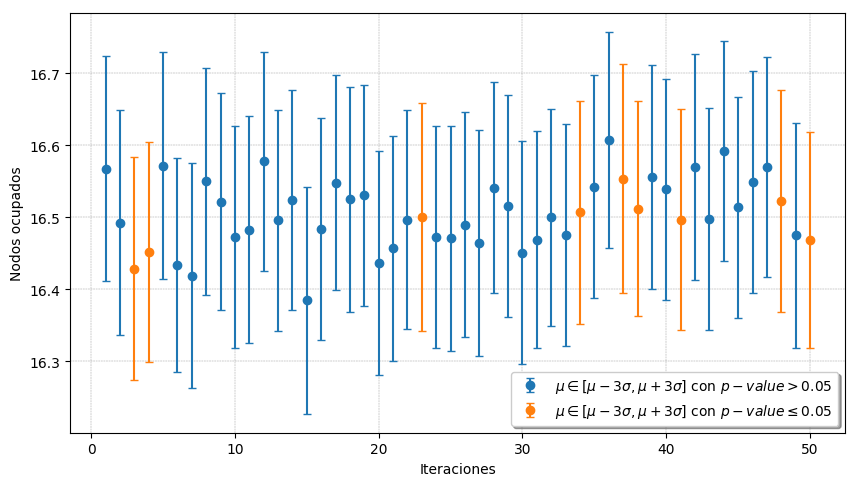 16.7
16.6
16.5
16.4
16.3
Nodos ocupados
0 10 20 30 40 50
Iteraciones
μ ∈ [μ − 3σ, μ + 3σ] con p − value > 0.05
μ ∈ [μ − 3σ, μ + 3σ] con p − value ≤ 0.05